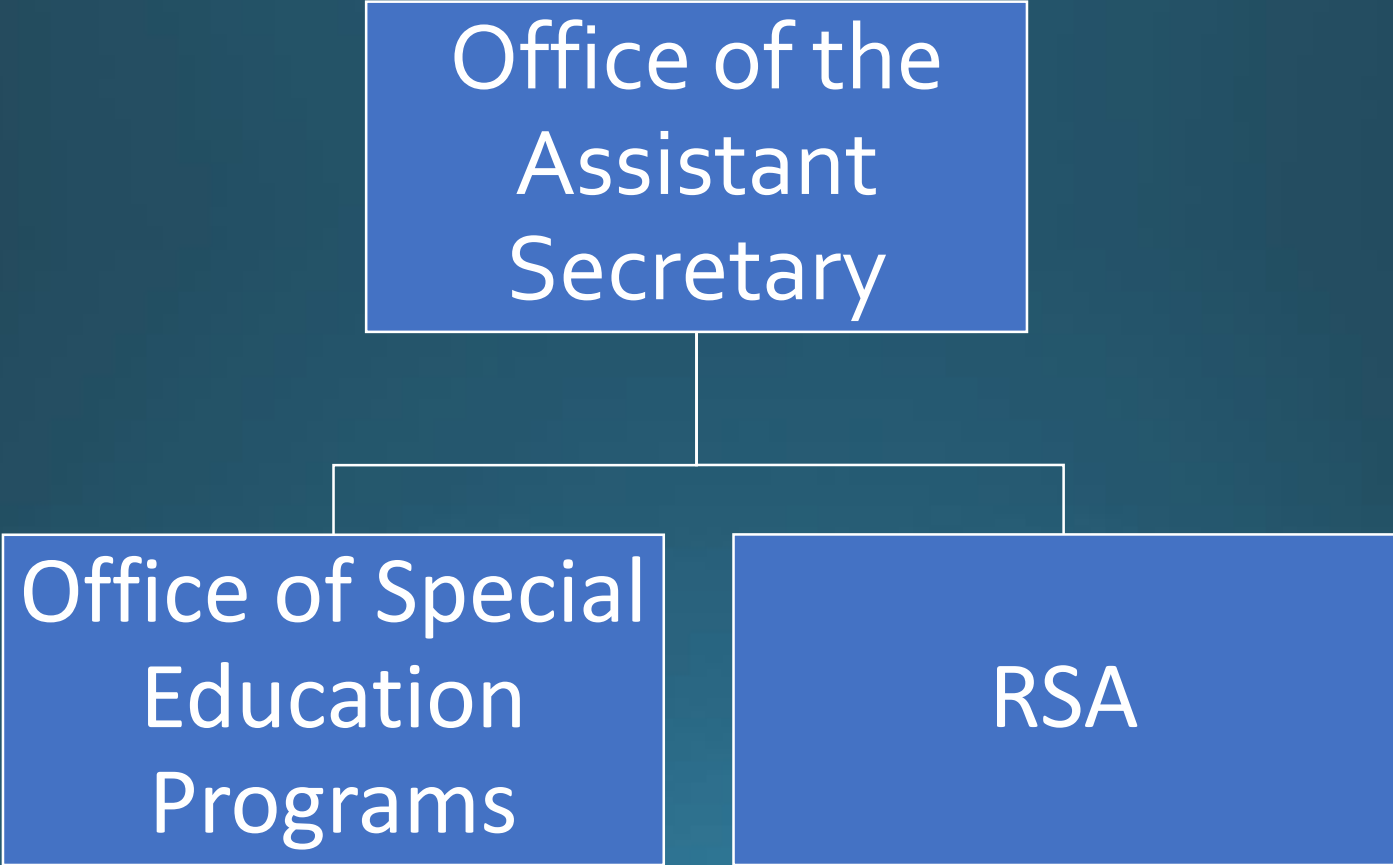 Office of the
Assistant
Secretary
Office of Special
Education
Programs
RSA